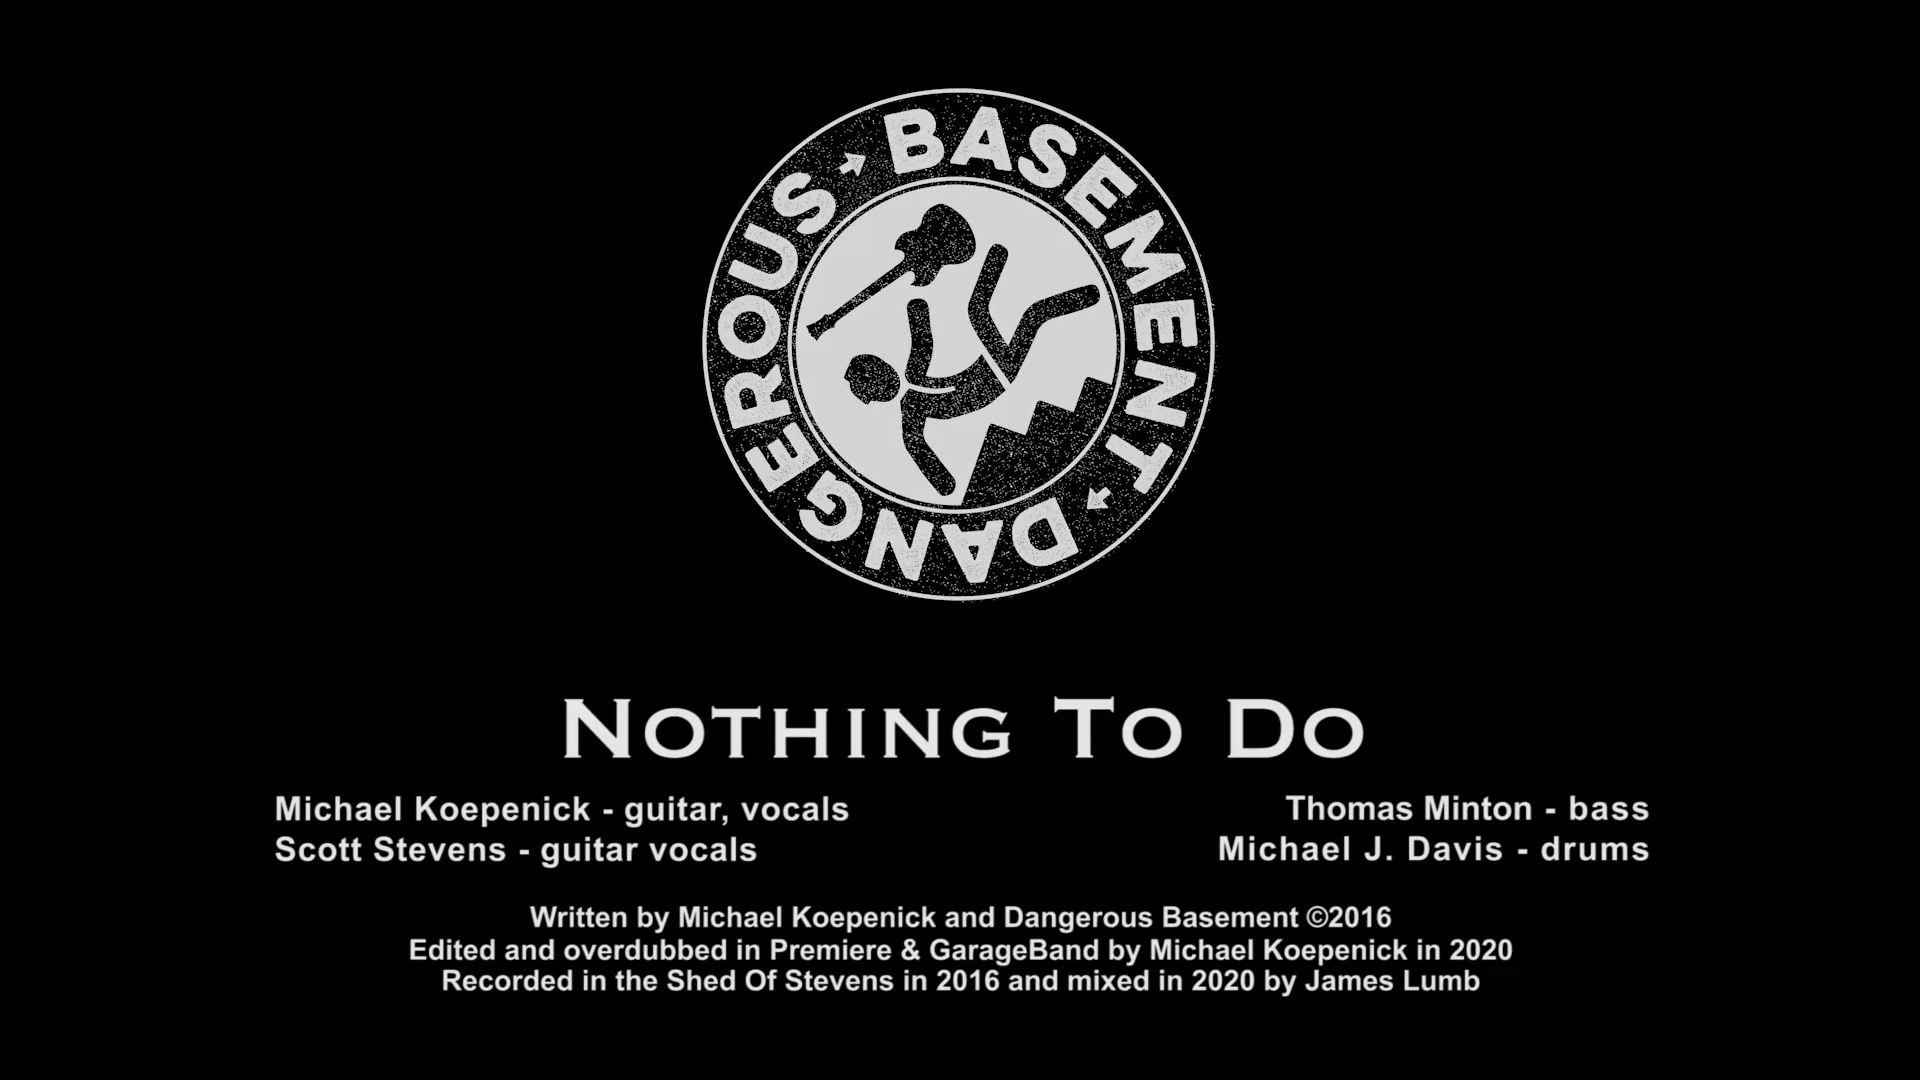 DANGEROUS BASEMENT
NOTHING TO DO
Michael Koepenick - guitar, vocals
Scott Stevens - guitar vocals
Thomas Minton - bass
Michael J. Davis - drums
Written by Michael Koepenick and Dangerous Basement ©2016
Edited and overdubbed in Premiere & GarageBand by Michael Koepenick in 2020
Recorded in the Shed Of Stevens in 2016 and mixed in 2020 by James Lumb